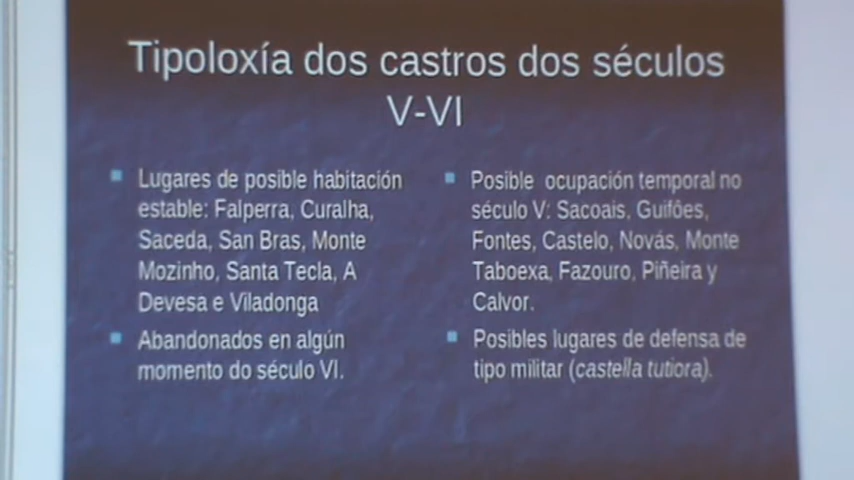 Tipoloxía dos castros dos séculos
V-VI
Lugares de posible habitación
estable: Falperra, Curalha,
Saceda, San Bras, Monte
Mozinho, Santa Tecla, A
Devesa e Viladonga
Abandonados en algún
momento do século VI.
Posible ocupación temporal no
século V: Sacoais, Guifões,
Fontes, Castelo, Novás, Monte
Taboexa, Fazouro, Piñeira y
Calvor.
Posibles lugares de defensa de
tipo militar (castella tutiora).